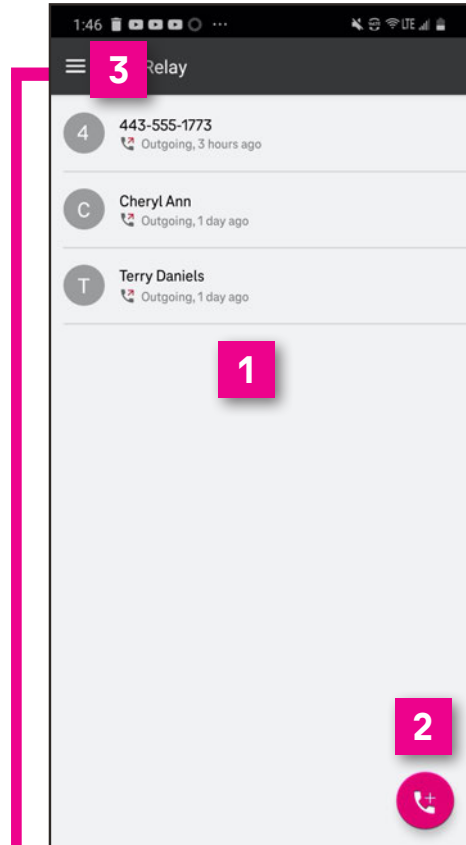 1:46 ... LTE
3 Relay
4 443-555-1773
Outgoing, 3 hours ago
C Cheryl Ann
Outgoing, 1 day ago
T Terry Daniels
Outgoing, 1 day ago
1
2